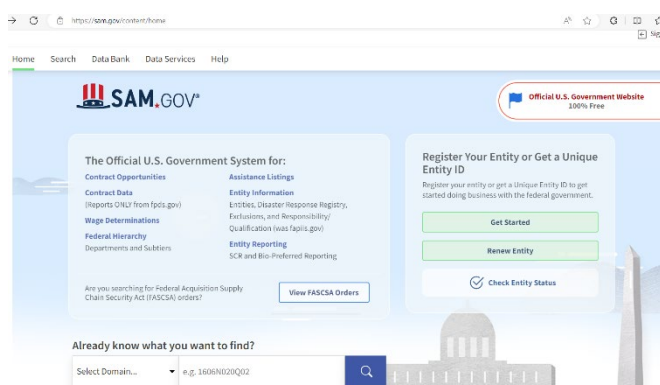 https://sam.gov/content/home
Home Search Data Bank Data Services Help
SAM.GOV®
Official U.S. Government Website
100% Free
The Official U.S. Government System for:
Contract Opportunities
Contract Data
(Reports ONLY from fpds.gov)
Wage Determinations
Federal Hierarchy
Departments and Subtiers
Assistance Listings
Entity Information
Entities, Disaster Response Registry,
Exclusions, and Responsibility/
Qualification (was fapiis.gov)
Entity Reporting
SCR and Bio-Preferred Reporting
Are you searching for Federal Acquisition Supply
Chain Security Act (FASCSA) orders?
View FASCSA Orders
Register Your Entity or Get a Unique
Entity ID
Register your entity or get a Unique Entity ID to get
started doing business with the federal government.
Get Started
Renew Entity
Check Entity Status
Already know what you want to find?
Select Domain...
e.g. 1606N020Q02